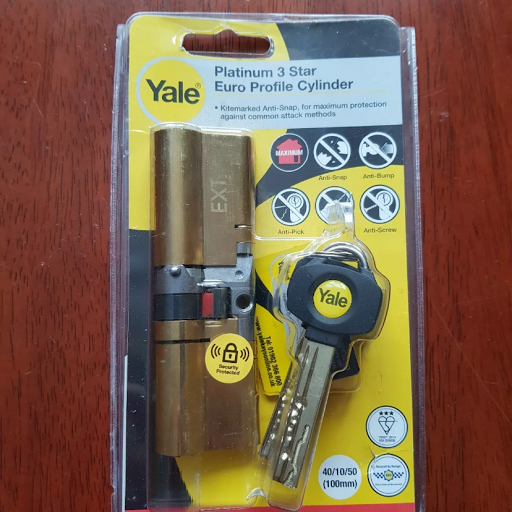 Yale
Platinum 3 Star
Euro Profile Cylinder
• Kitemarked Anti-Snap, for maximum protection
against common attack methods
MAXIMUM
Anti-Snap
Anti-Bump
Anti-Pick
Anti-Screw
EXT
Yale
Security
Protected
40/10/50
(100mm)